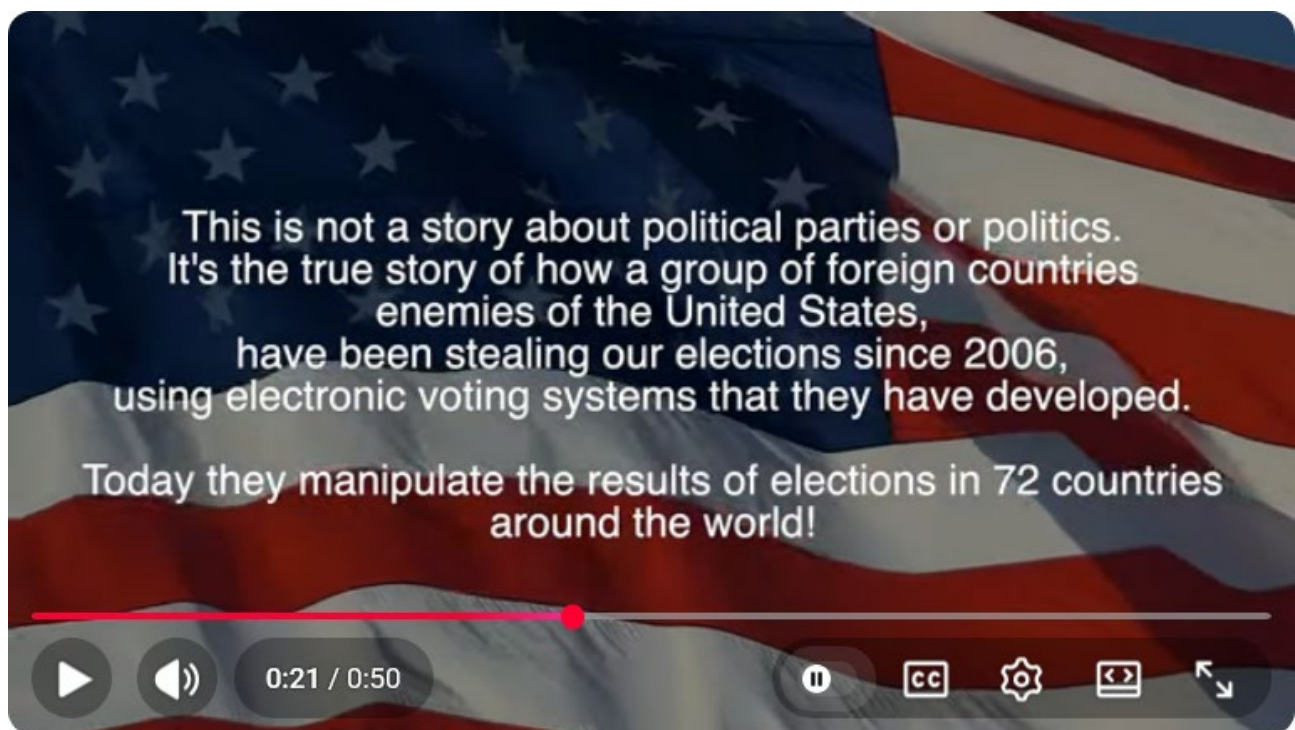 This is not a story about political parties or politics.
It's the true story of how a group of foreign countries
enemies of the United States,
have been stealing our elections since 2006,
using electronic voting systems that they have developed.
Today they manipulate the results of elections in 72 countries
around the world!
0:21 / 0:50
CC